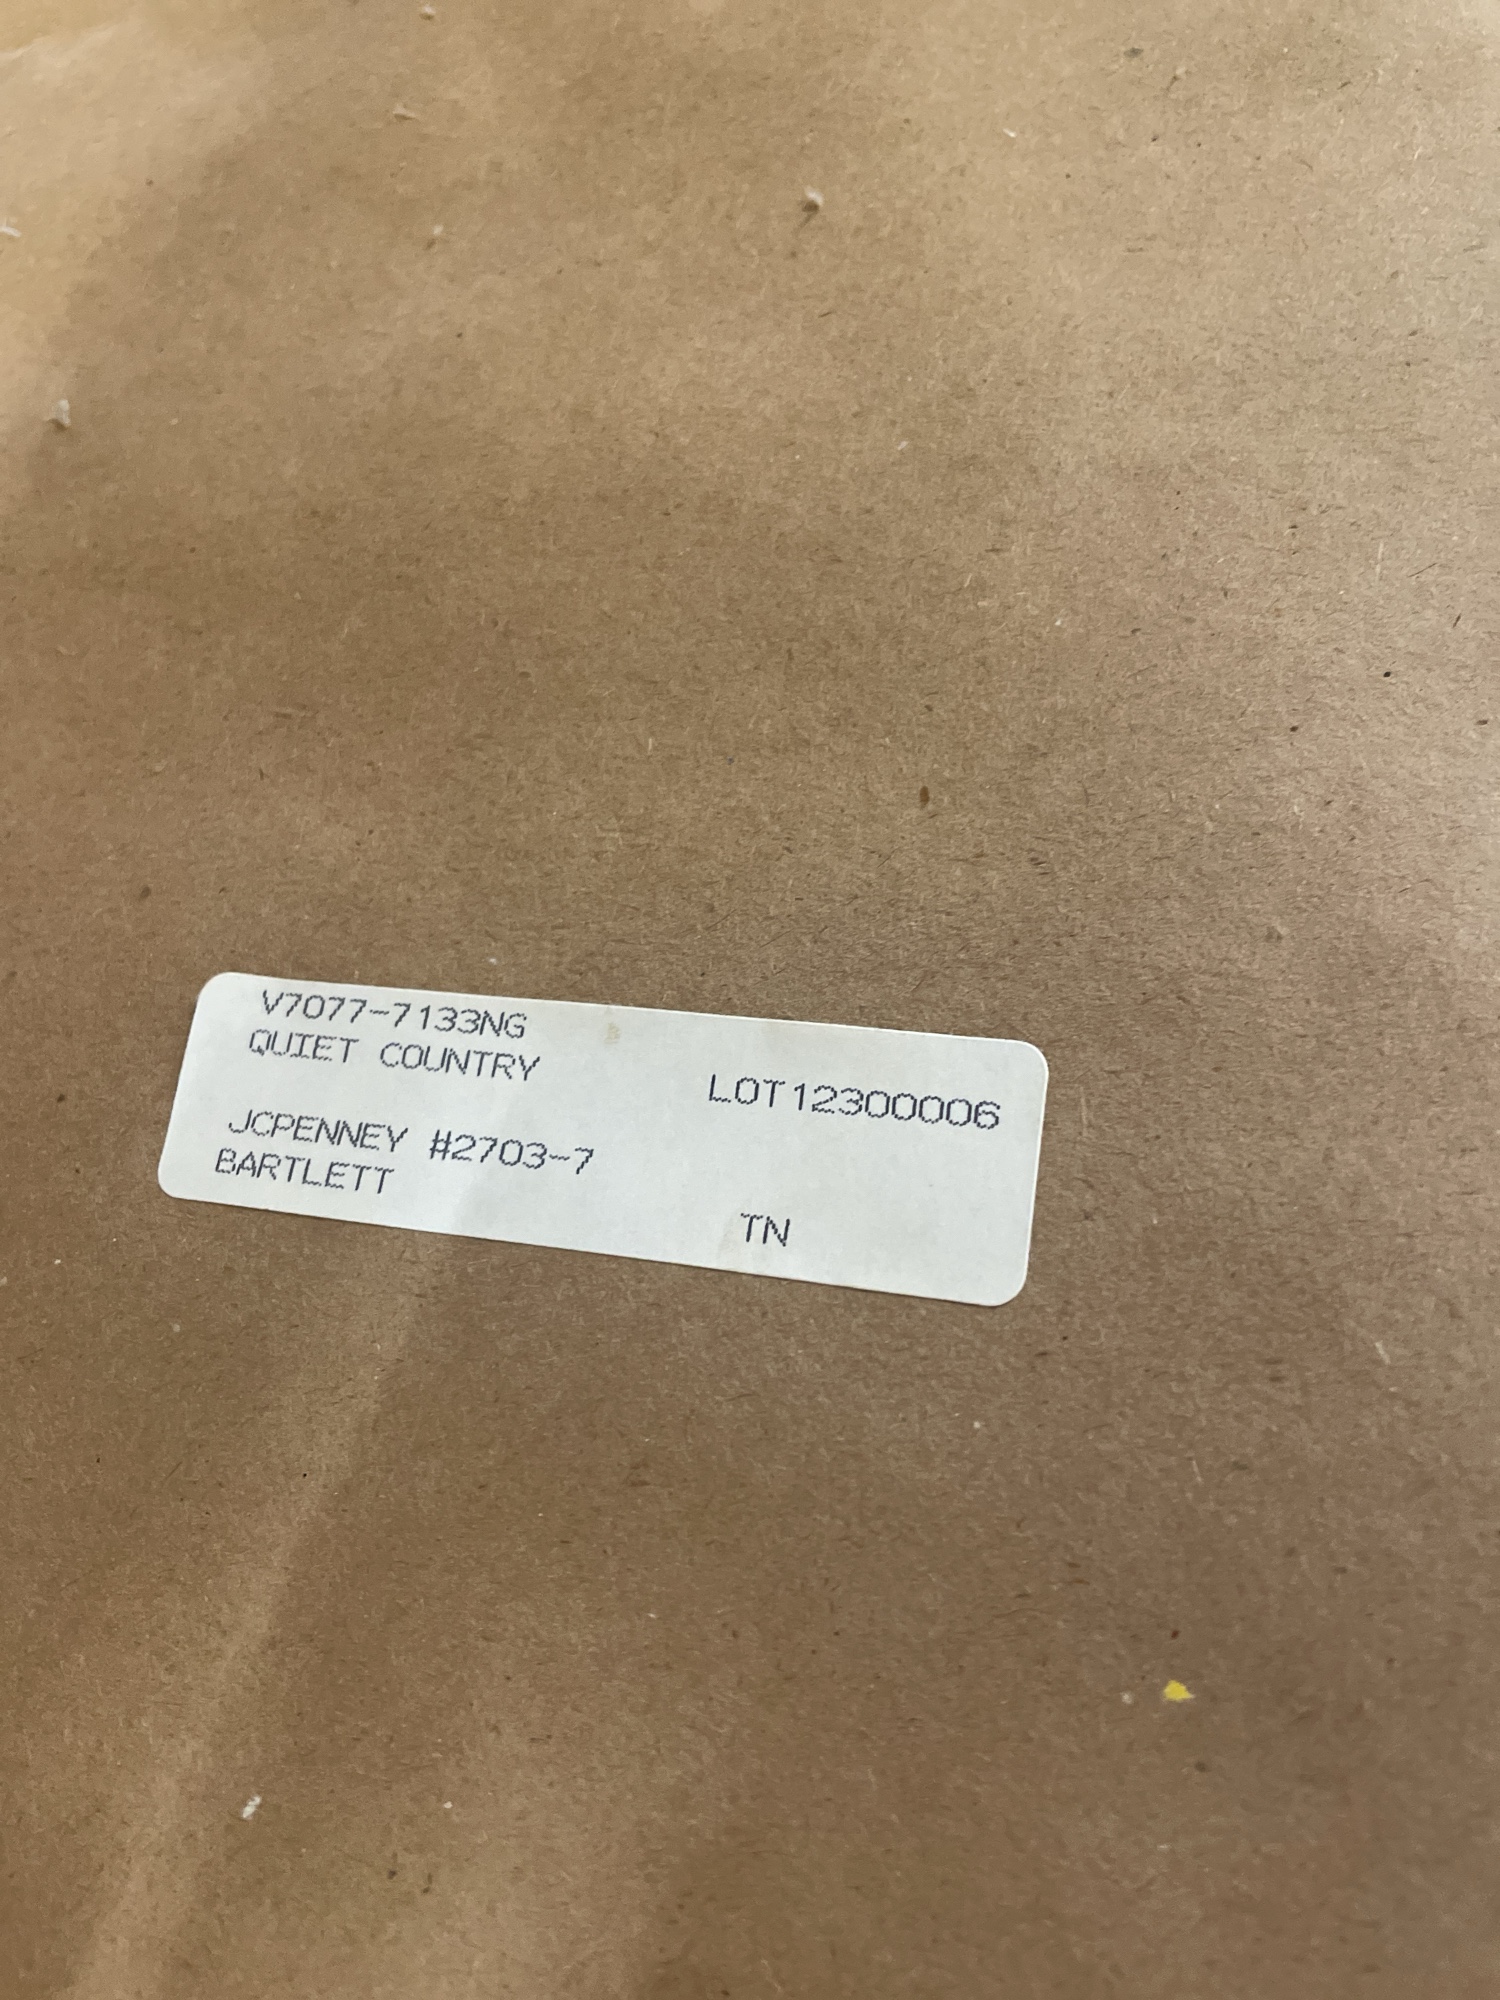 V7077-7133NG
QUIET COUNTRY
LOT12300006
JCPENNEY #2703-7
BARTLETT
TN